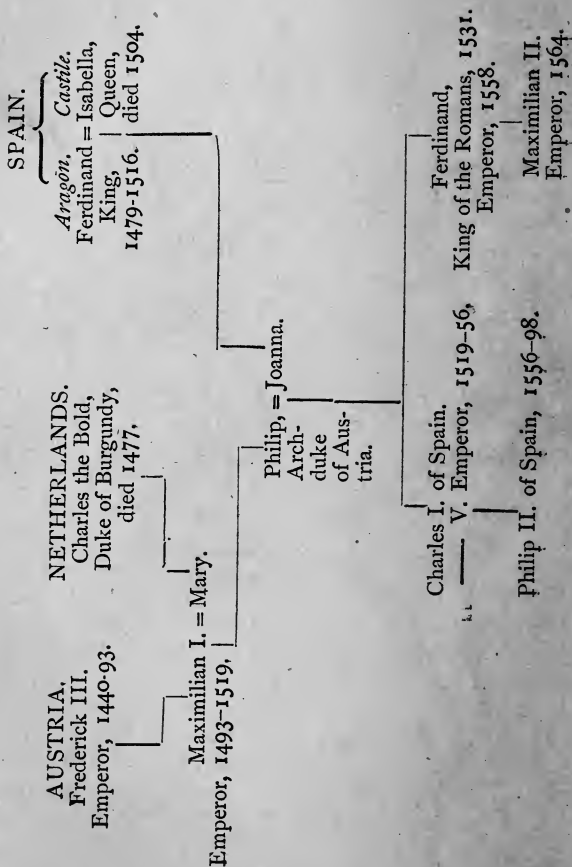 AUSTRIA.
Frederick III.
Emperor, 1440-93.
NETHERLANDS.
Charles the Bold,
Duke of Burgundy,
died 1477.
SPAIN.
Aragon. Castile.
Ferdinand = Isabella,
King, Queen,
1479-1516. died 1504.
Maximilian I. = Mary.
Emperor, 1493–1519.
Philip, = Joanna.
Arch-
duke
of Aus-
tria.
Charles I. of Spain.
—— V. Emperor, 1519–56,
Ferdinand,
King of the Romans, 1531.
Emperor, 1558.
Philip II. of Spain, 1556–98.
Maximilian II.
Emperor, 1564.